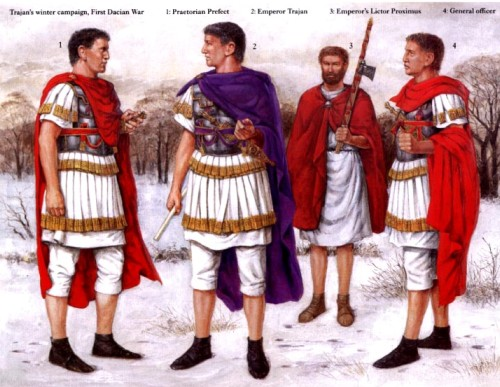 Trajan's winter campaign, First Dacian War 1: Praetorian Prefect 2: Emperor Trajan 3: Emperor's Lictor Proximus 4: General officer
1 2 3 4